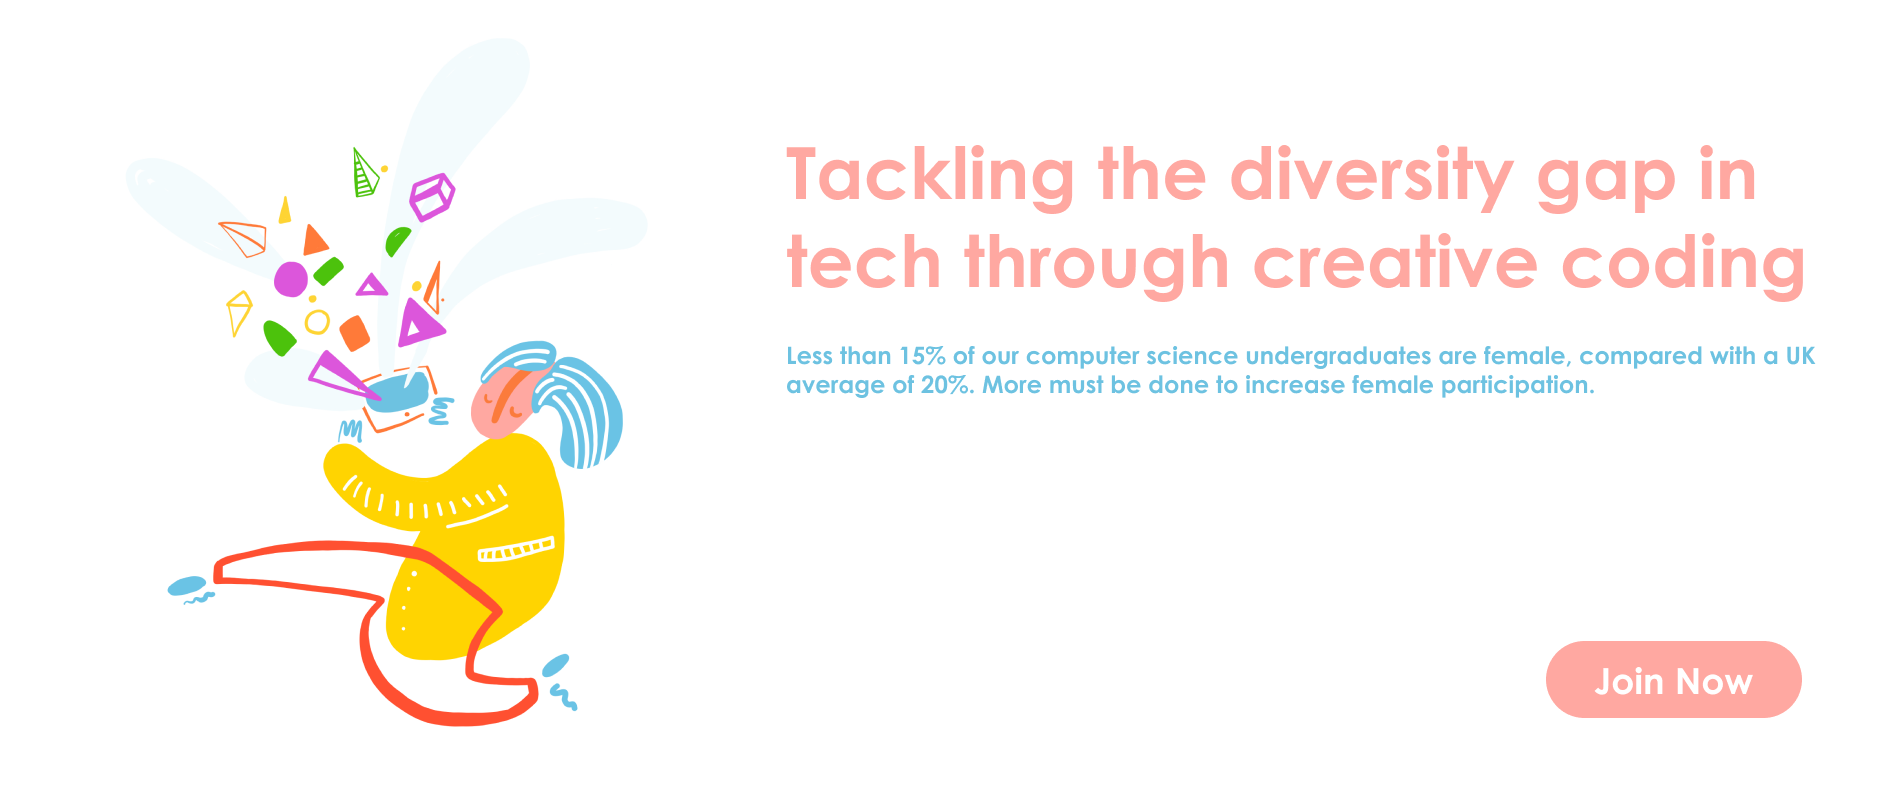 Tackling the diversity gap in
tech through creative coding
Less than 15% of our computer science undergraduates are female, compared with a UK
average of 20%. More must be done to increase female participation.
Join Now